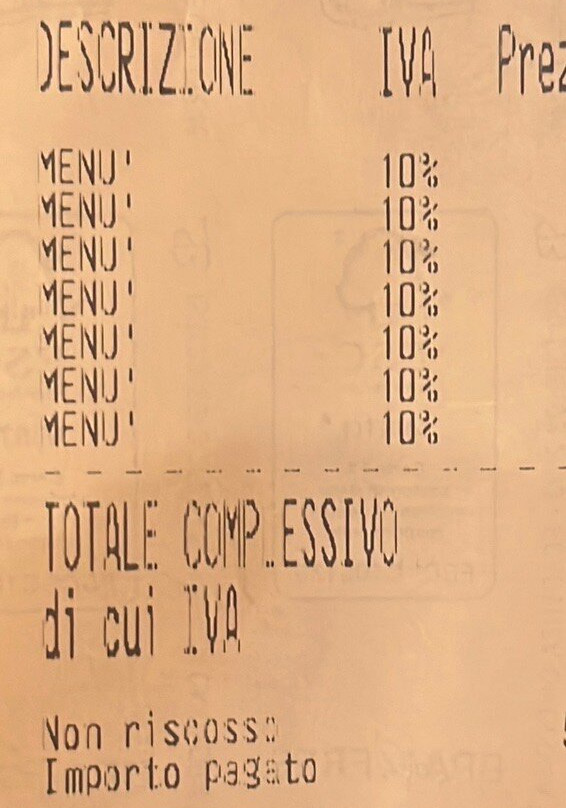 DESCRIZIONE IVA Prez
MENU' 10%
MENU' 10%
MENU' 10%
MENU' 10%
MENU' 10%
MENU' 10%
MENU' 10%
TOTALE COMPLESSIVO
di cui IVA
Non riscosso
Importo pagato